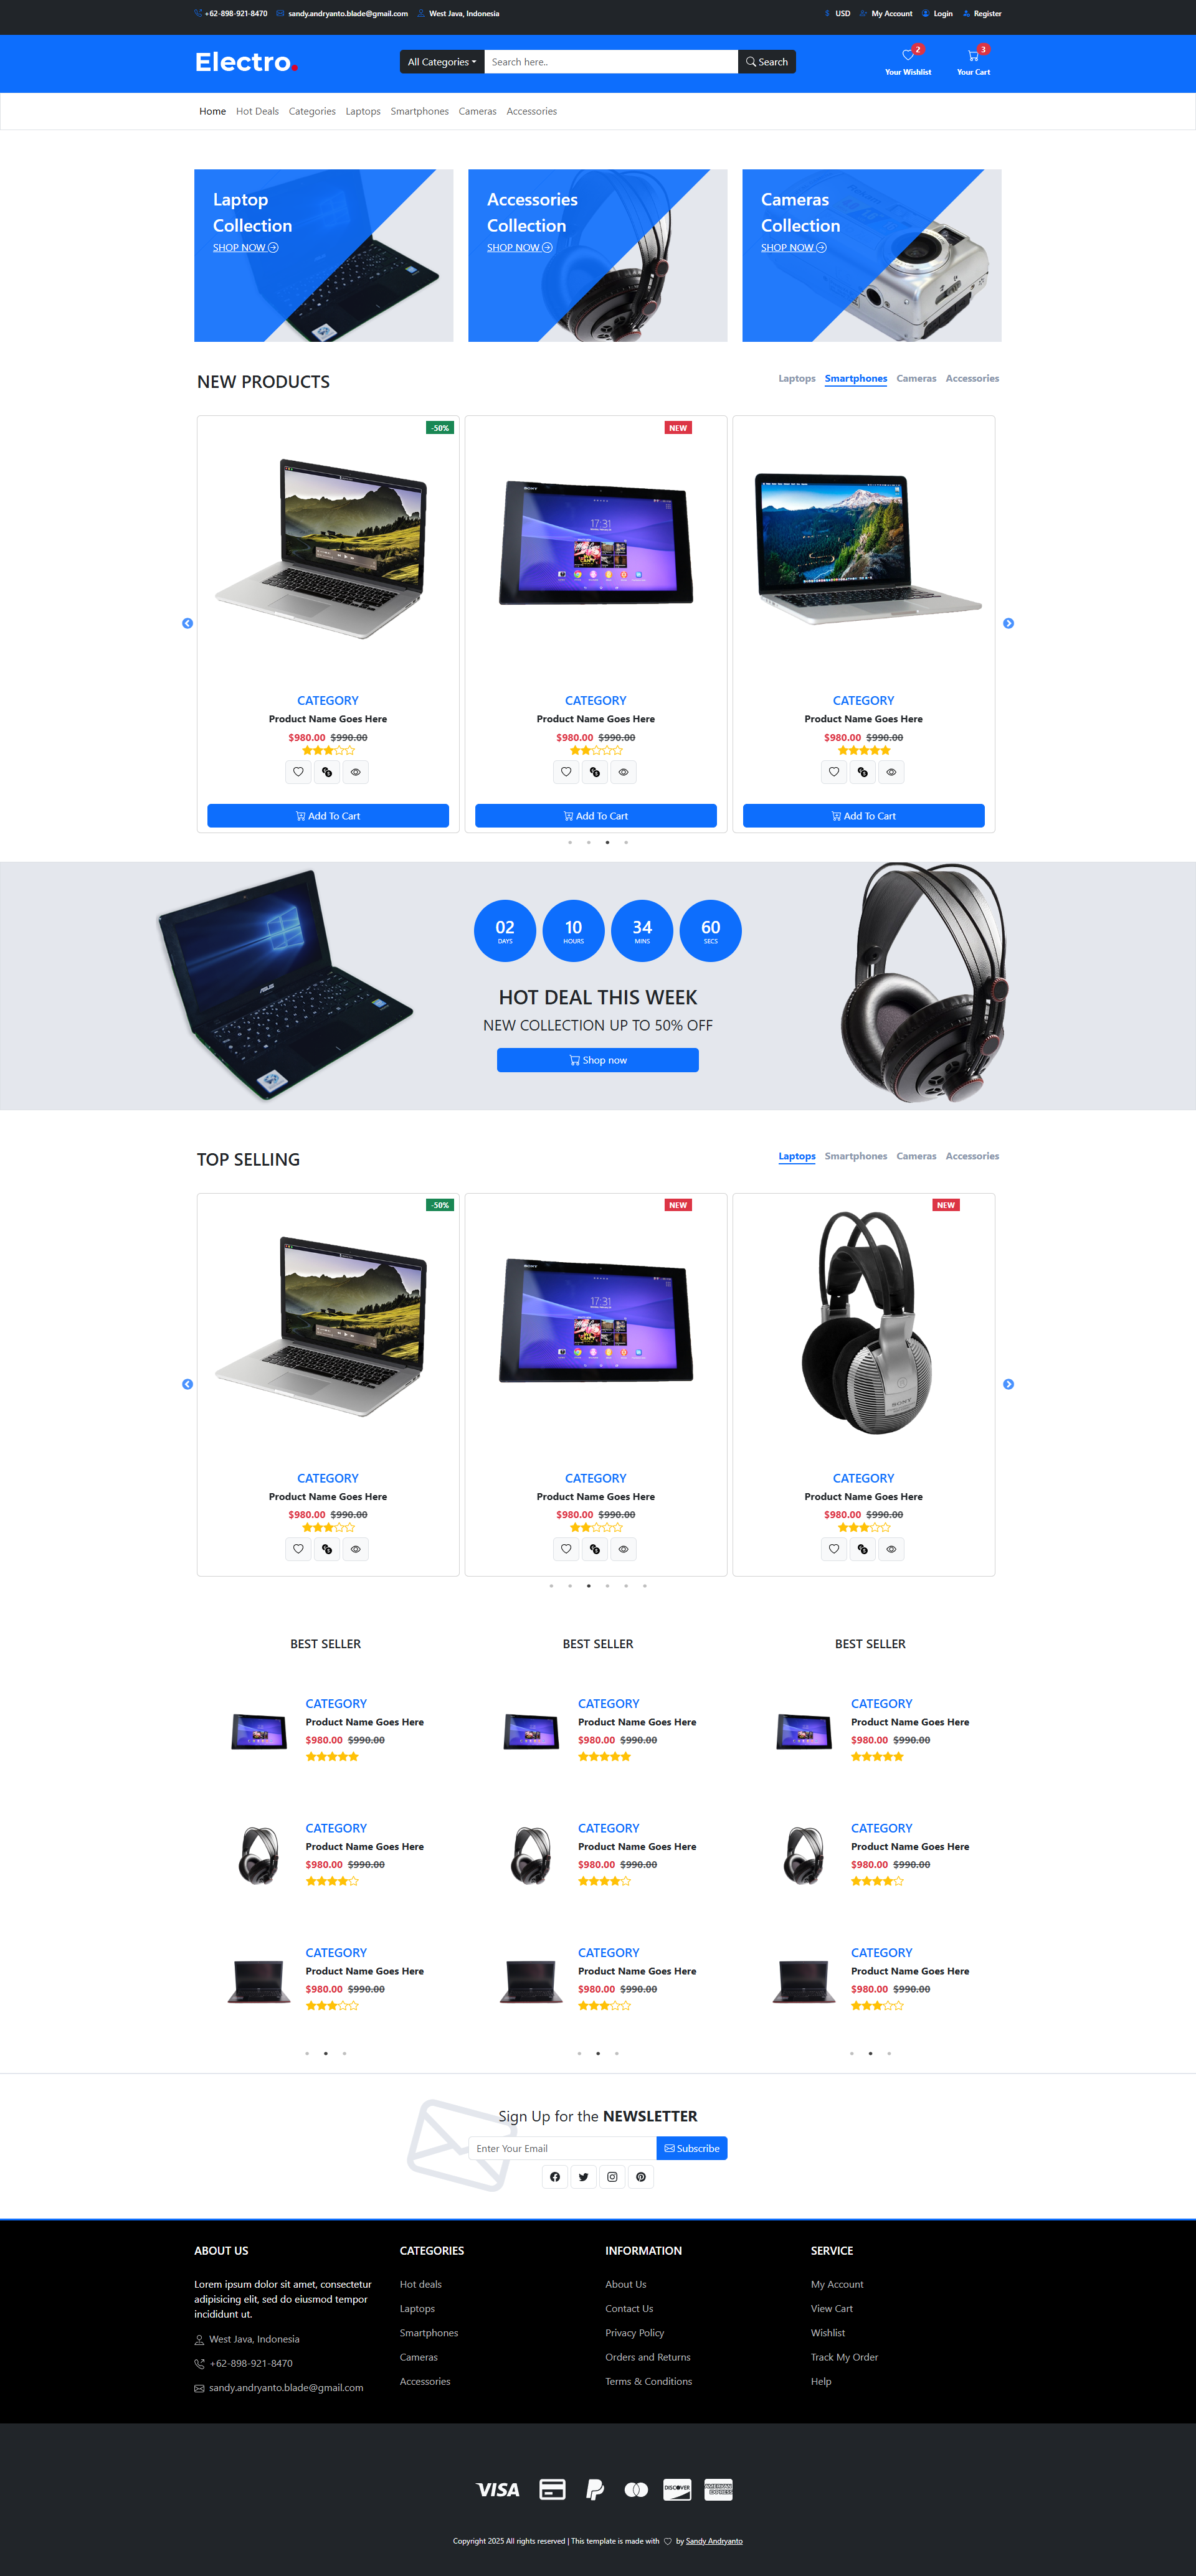 +62-898-921-8470 sandy.andryanto.blade@gmail.com West Java, Indonesia USD My Account Login Register
Electro.
All Categories Search here.. Search
2 3
Your Wishlist Your Cart
Home Hot Deals Categories Laptops Smartphones Cameras Accessories
Laptop
Collection
SHOP NOW
Accessories
Collection
SHOP NOW
Cameras
Collection
SHOP NOW
NEW PRODUCTS
Laptops Smartphones Cameras Accessories
-50% NEW
SONY
17:31
CATEGORY CATEGORY CATEGORY
Product Name Goes Here Product Name Goes Here Product Name Goes Here
$980.00 $990.00 $980.00 $990.00 $980.00 $990.00
Add To Cart Add To Cart Add To Cart
02 10 34 60
DAYS HOURS MINS SECS
ASUS
HOT DEAL THIS WEEK
NEW COLLECTION UP TO 50% OFF
Shop now
TOP SELLING
Laptops Smartphones Cameras Accessories
-50% NEW NEW
SONY
17:31
SONY
CATEGORY CATEGORY CATEGORY
Product Name Goes Here Product Name Goes Here Product Name Goes Here
$980.00 $990.00 $980.00 $990.00 $980.00 $990.00
BEST SELLER BEST SELLER BEST SELLER
CATEGORY CATEGORY CATEGORY
Product Name Goes Here Product Name Goes Here Product Name Goes Here
$980.00 $990.00 $980.00 $990.00 $980.00 $990.00
CATEGORY CATEGORY CATEGORY
Product Name Goes Here Product Name Goes Here Product Name Goes Here
$980.00 $990.00 $980.00 $990.00 $980.00 $990.00
CATEGORY CATEGORY CATEGORY
Product Name Goes Here Product Name Goes Here Product Name Goes Here
$980.00 $990.00 $980.00 $990.00 $980.00 $990.00
Sign Up for the NEWSLETTER
Enter Your Email Subscribe
ABOUT US
Lorem ipsum dolor sit amet, consectetur
adipisicing elit, sed do eiusmod tempor
incididunt ut.
West Java, Indonesia
+62-898-921-8470
sandy.andryanto.blade@gmail.com
CATEGORIES
Hot deals
Laptops
Smartphones
Cameras
Accessories
INFORMATION
About Us
Contact Us
Privacy Policy
Orders and Returns
Terms & Conditions
SERVICE
My Account
View Cart
Wishlist
Track My Order
Help
VISA DISCOVER AMERICAN EXPRESS
Copyright 2025 All rights reserved | This template is made with by Sandy Andryanto